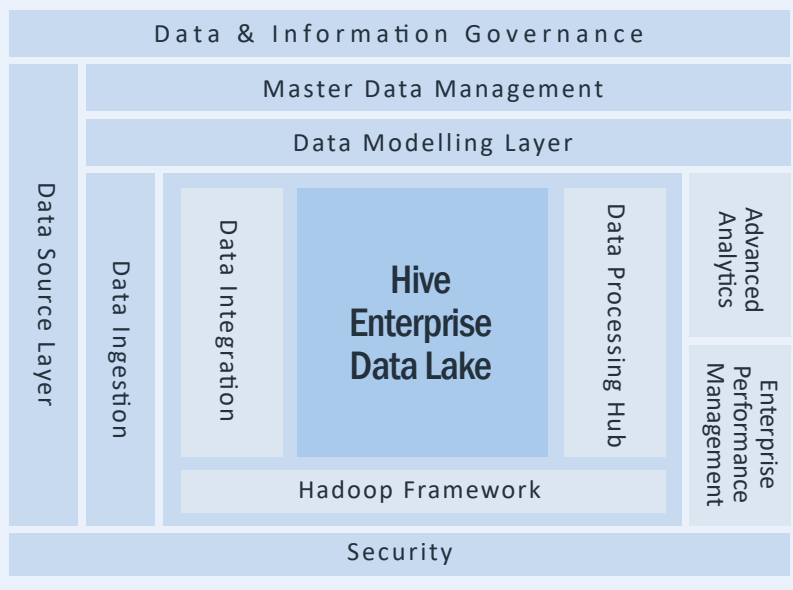 Data & Information Governance
Master Data Management
Data Modelling Layer
Data Source Layer
Data Ingestion
Data Integration
Hive
Enterprise
Data Lake
Data Processing Hub
Advanced
Analytics
Enterprise
Performance
Management
Hadoop Framework
Security